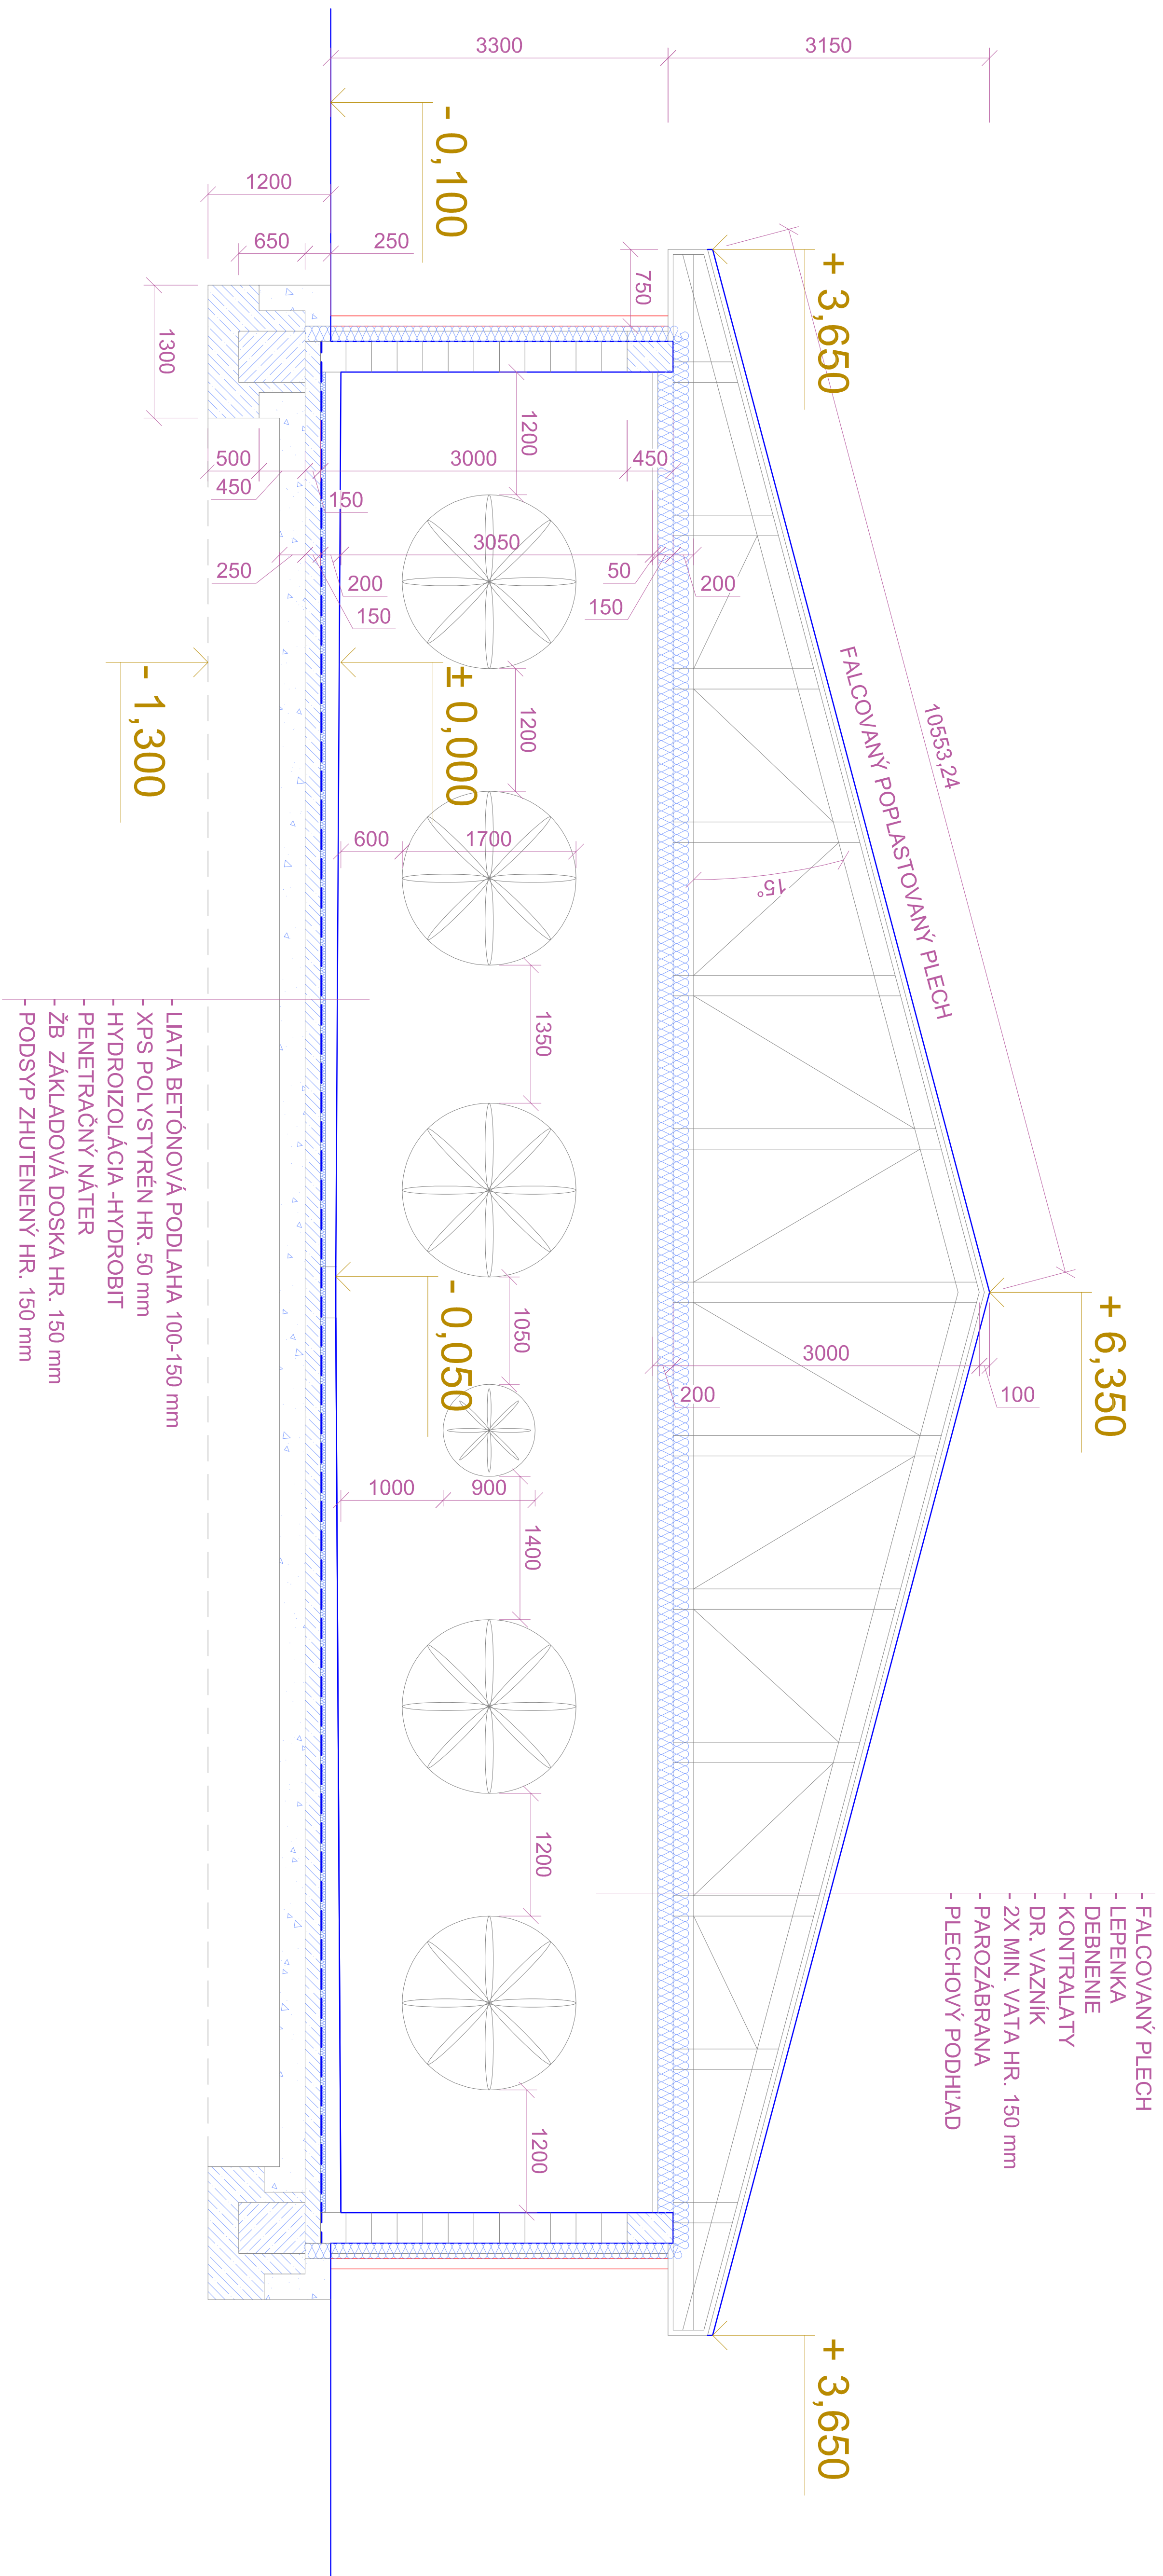 3300
3150
- 0,100
1200
650
250
750
+ 3,650
1300
10553,24
FALCOVANÝ POPLASTOVANÝ PLECH
1200
500
450
3000
450
150
3050
250
200
150
50
150
200
1200
- 1,300
± 0,000
600
1700
15°
1350
- LIATA BETÓNOVÁ PODLAHA 100-150 mm
- XPS POLYSTYRÉN HR. 50 mm
- HYDROIZOLÁCIA -HYDROBIT
- PENETRAČNÝ NÁTER
- ŽB ZÁKLADOVÁ DOSKA HR. 150 mm
- PODSYP ZHUTENENÝ HR. 150 mm
- 0,050
1050
+ 6,350
3000
200
100
1000
900
1400
1200
- FALCOVANÝ PLECH
- LEPENKA
- DEBNENIE
- KONTRALATY
- DR. VAZNÍK
- 2X MIN. VATA HR. 150 mm
- PAROZÁBRANA
- PLECHOVÝ PODHĽAD
1200
+ 3,650